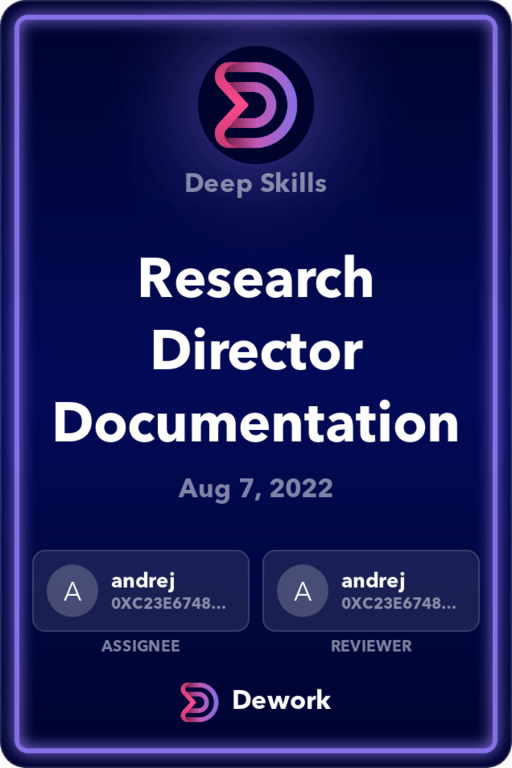 Deep Skills
Research
Director
Documentation
Aug 7, 2022
A andrej
0XC23E6748...
ASSIGNEE
A andrej
0XC23E6748...
REVIEWER
Dework